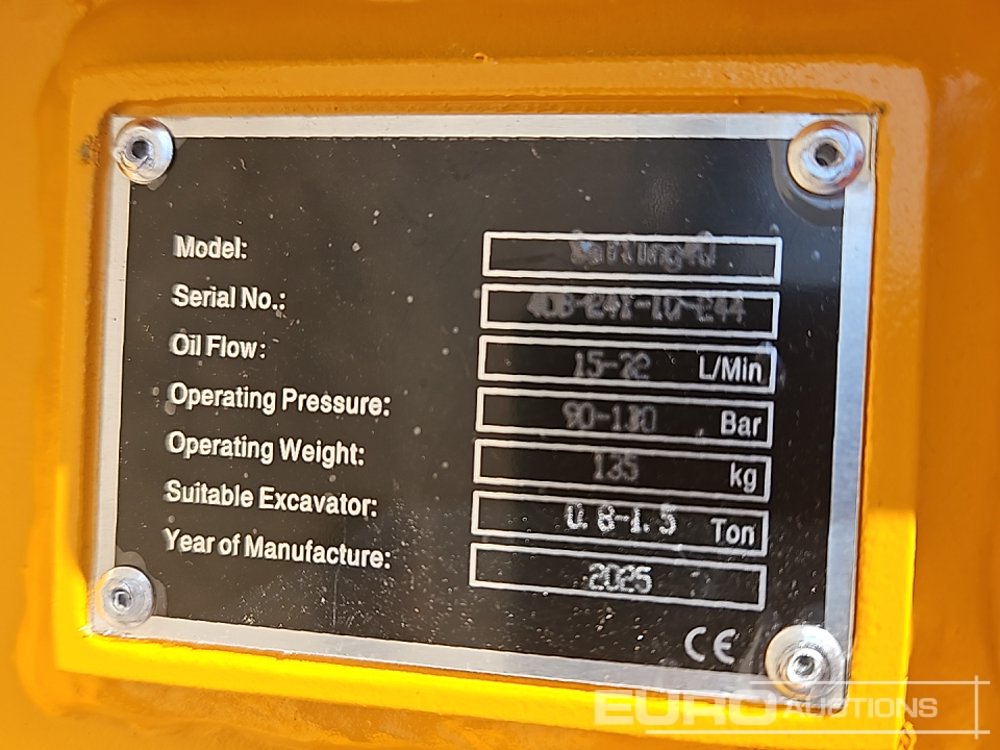 Model:
Serial No.:
Oil Flow: 15-22 L/Min
Operating Pressure: 90-130 Bar
Operating Weight: 135 kg
Suitable Excavator: 0.8-1.5 Ton
Year of Manufacture: 2025
CE
EURO AUCTIONS